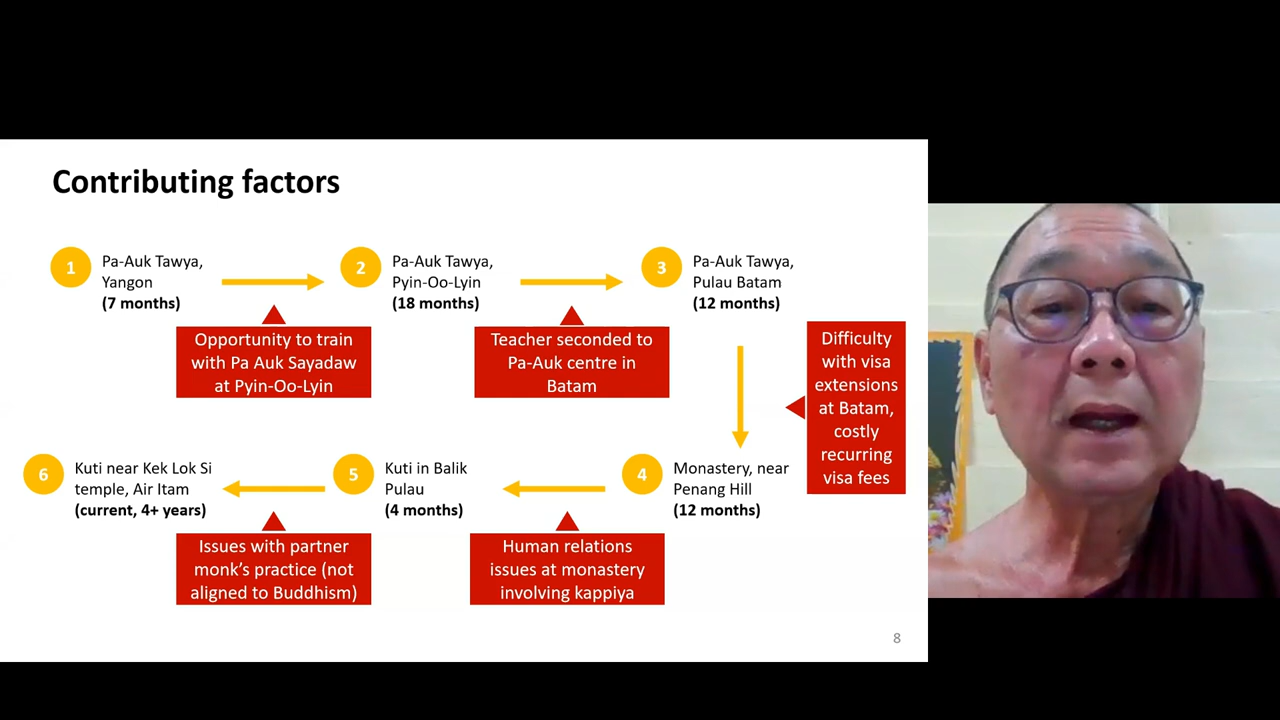 Contributing factors
1
Pa-Auk Tawya,
Yangon
(7 months)
2
Pa-Auk Tawya,
Pyin-Oo-Lyin
(18 months)
3
Pa-Auk Tawya,
Pulau Batam
(12 months)
Opportunity to train
with Pa Auk Sayadaw
at Pyin-Oo-Lyin
Teacher seconded to
Pa-Auk centre in
Batam
Difficulty
with visa
extensions
at Batam,
costly
recurring
visa fees
6
Kuti near Kek Lok Si
temple, Air Itam
(current, 4+ years)
5
Kuti in Balik
Pulau
(4 months)
4
Monastery, near
Penang Hill
(12 months)
Issues with partner
monk's practice (not
aligned to Buddhism)
Human relations
issues at monastery
involving kappiya
8